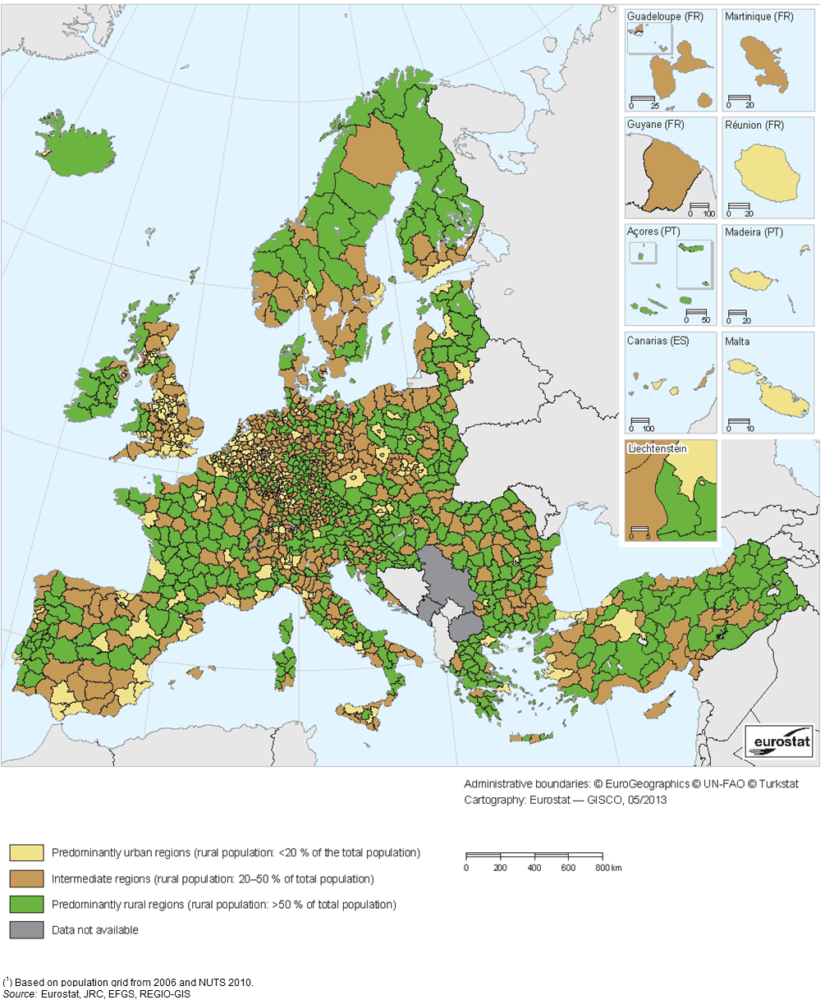 Guadeloupe (FR)
Martinique (FR)
0 25
0 20
Guyane (FR)
Réunion (FR)
0 100
0 20
Açores (PT)
Madeira (PT)
0 50
0 20
Canarias (ES)
Malta
0 100
0 10
Liechtenstein
0 5
eurostat
Administrative boundaries: © EuroGeographics © UN-FAO © Turkstat
Cartography: Eurostat — GISCO, 05/2013
Predominantly urban regions (rural population: <20 % of the total population)
Intermediate regions (rural population: 20–50 % of total population)
Predominantly rural regions (rural population: >50 % of total population)
Data not available
0 200 400 600 800 km
(¹) Based on population grid from 2006 and NUTS 2010.
Source: Eurostat, JRC, EFGS, REGIO-GIS